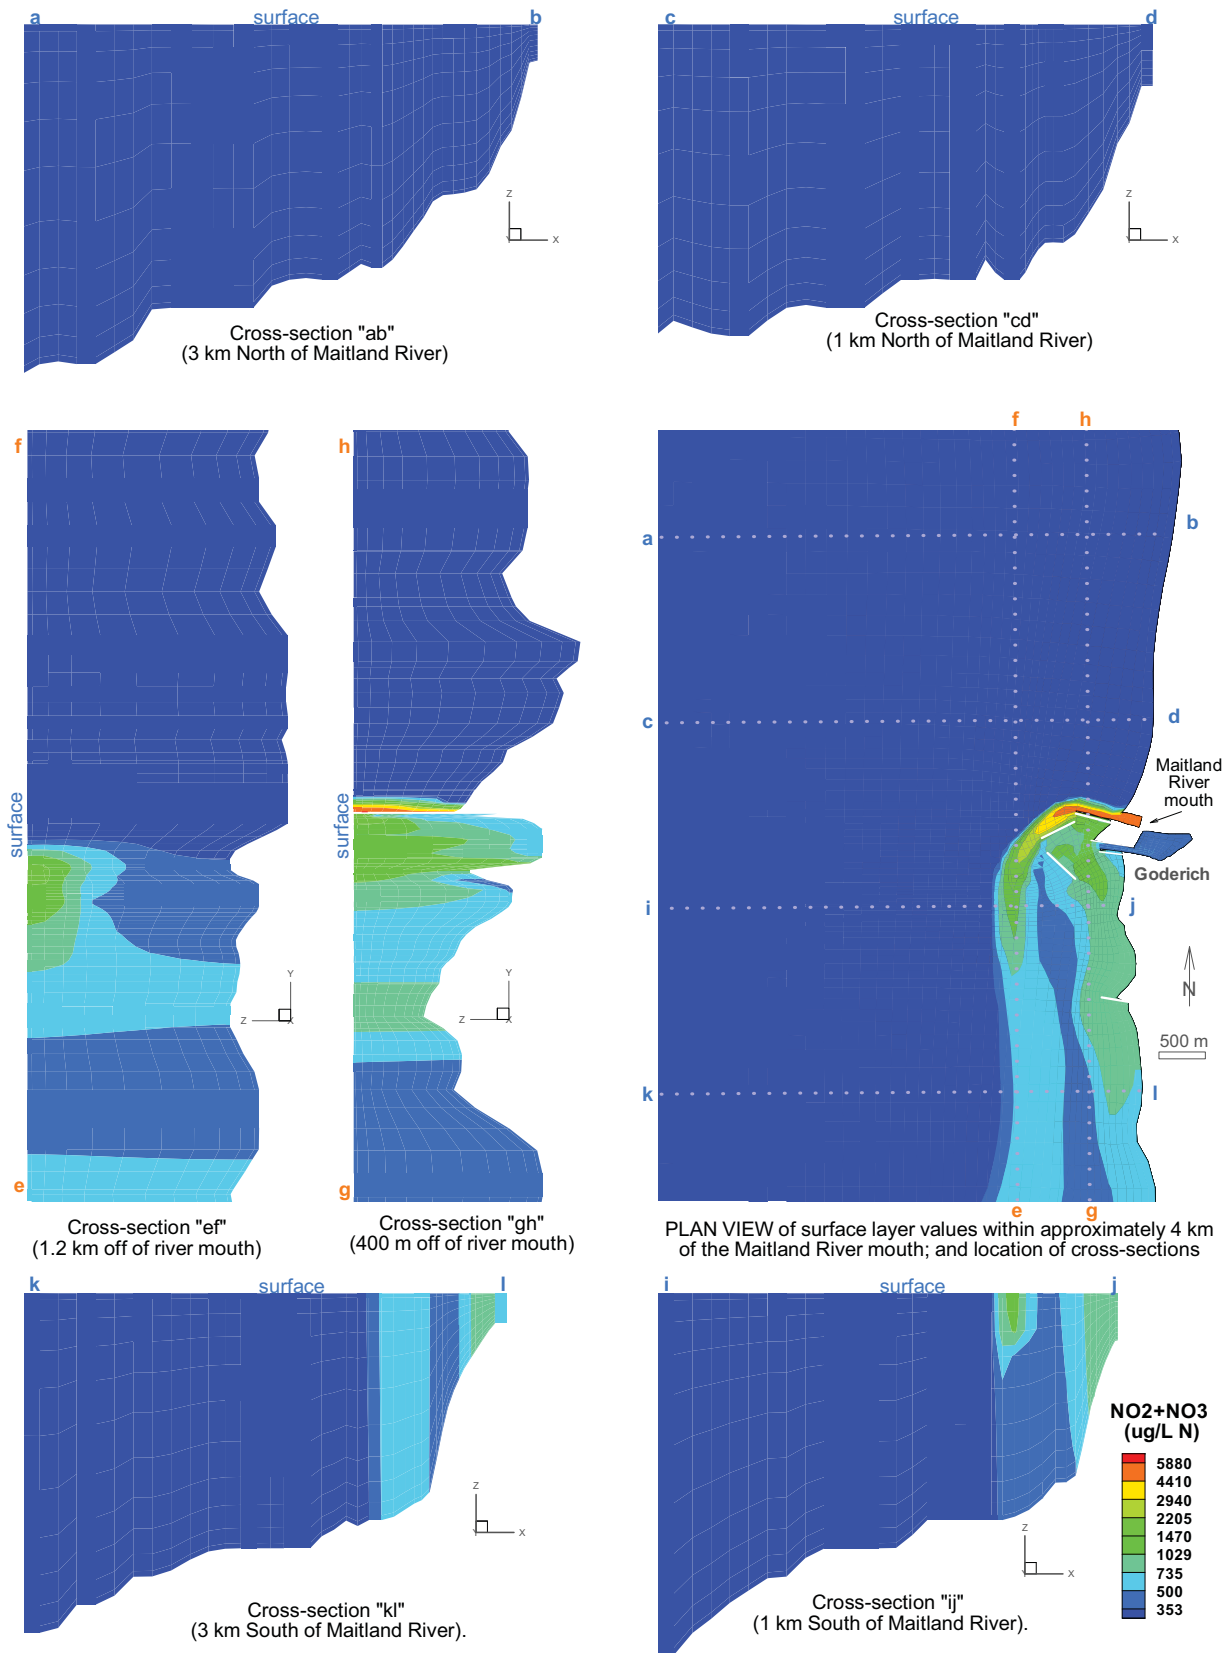 a surface b
c surface d
Z
X
Y
Z
X
Y
Cross-section "ab"
(3 km North of Maitland River)
Cross-section "cd"
(1 km North of Maitland River)
f
h
f h
a
b
c
d
Maitland
River
mouth
surface
surface
Goderich
i
j
Y
Z
X
Y
Z
X
N
500 m
k
l
e
g
e
g
Cross-section "ef"
(1.2 km off of river mouth)
Cross-section "gh"
(400 m off of river mouth)
PLAN VIEW of surface layer values within approximately 4 km
of the Maitland River mouth; and location of cross-sections
k surface l
i surface j
Z
X
Y
Z
X
Y
Cross-section "kl"
(3 km South of Maitland River).
Cross-section "ij"
(1 km South of Maitland River).
NO2+NO3
(ug/L N)
5880
4410
2940
2205
1470
1029
735
500
353